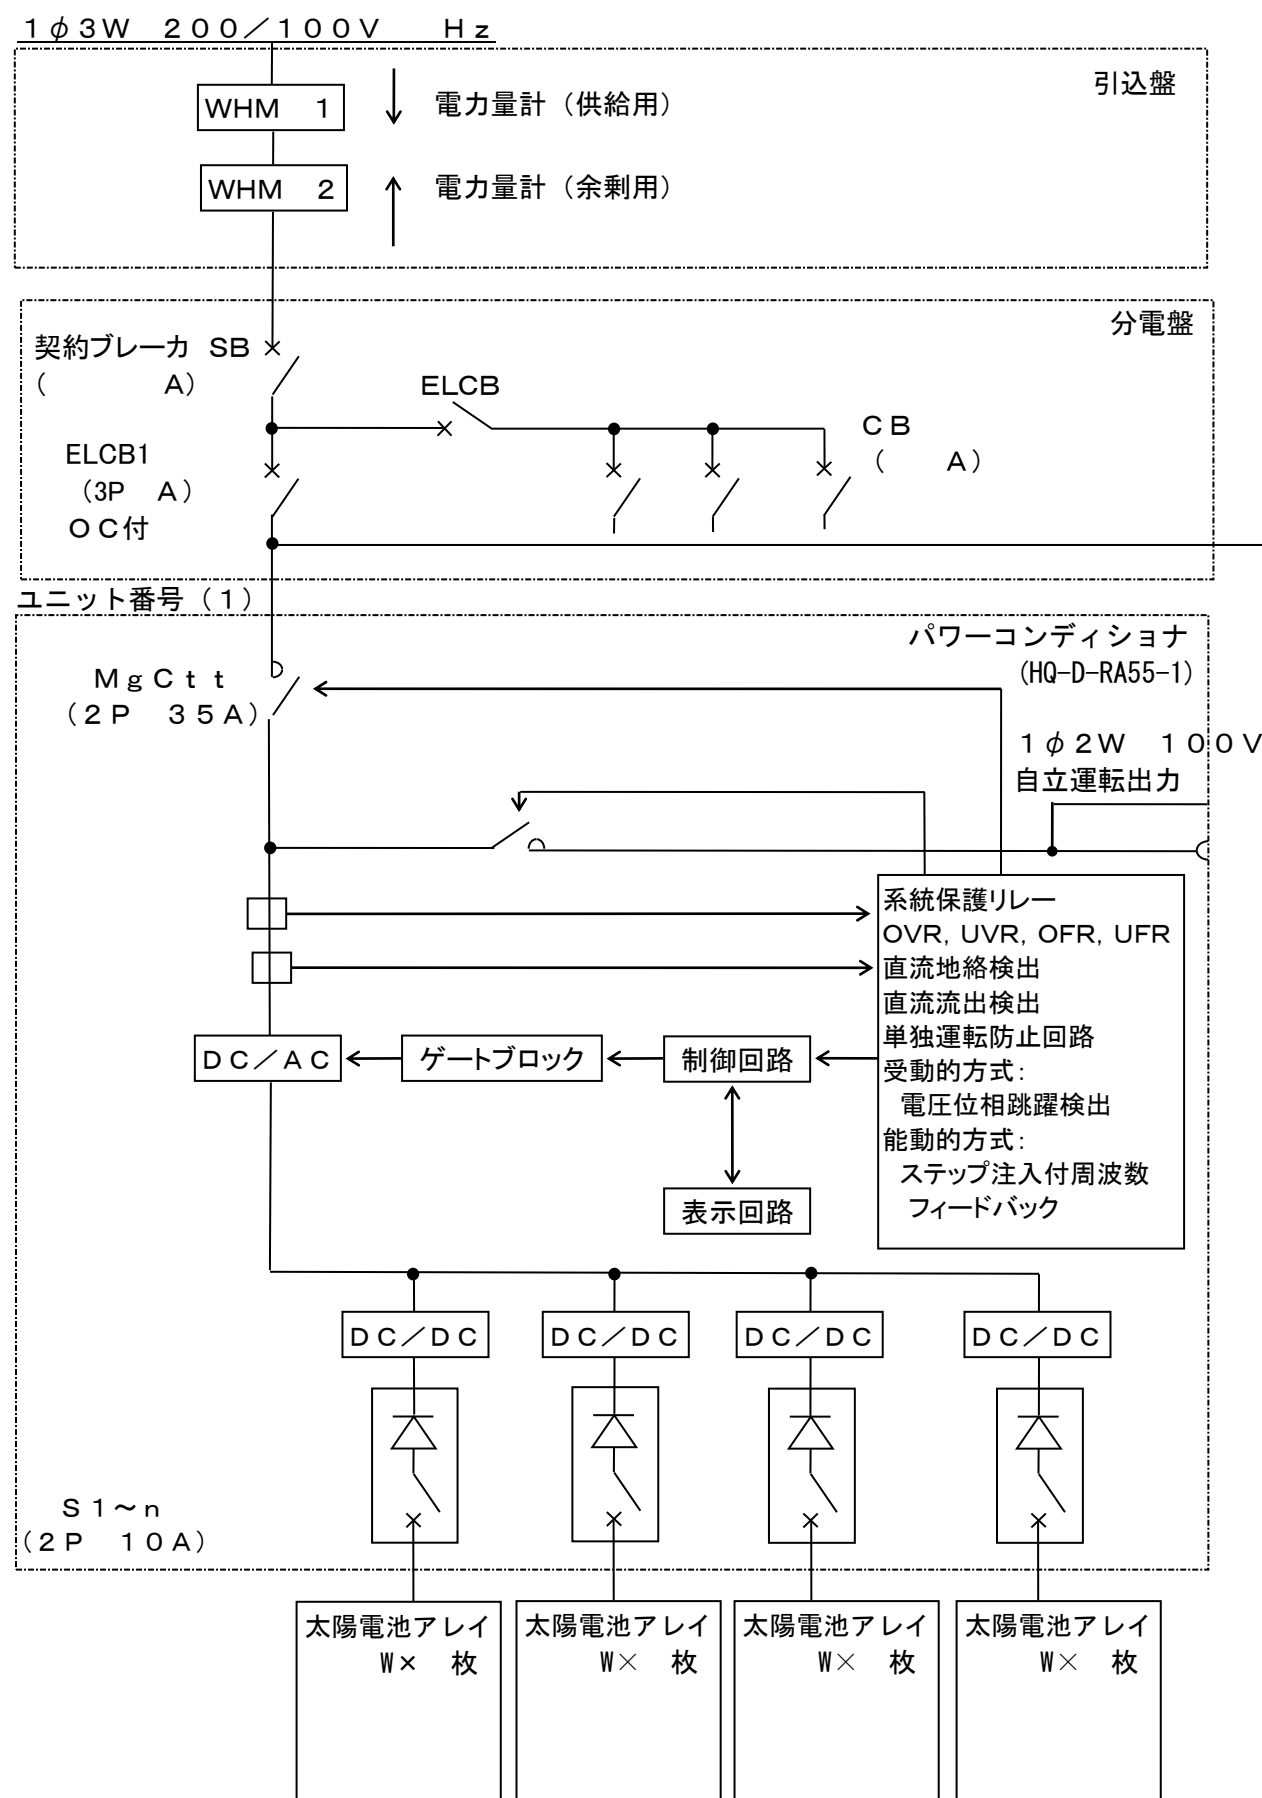 1φ3W 200／100V Hz
引込盤
WHM 1
電力量計（供給用）
WHM 2
電力量計（余剰用）
分電盤
契約ブレーカ SB
（ A）
ELCB
CB
（ A）
ELCB1
（3P A）
OC付
ユニット番号（1）
パワーコンディショナ
(HQ-D-RA55-1)
MgCtt
（2P 35A）
1φ2W 100V
自立運転出力
系統保護リレー
OVR, UVR, OFR, UFR
直流地絡検出
直流流出検出
単独運転防止回路
受動的方式：
電圧位相跳躍検出
能動的方式：
ステップ注入付周波数
フィードバック
DC／AC
ゲートブロック
制御回路
表示回路
DC／DC
DC／DC
DC／DC
DC／DC
S1～n
（2P 10A）
太陽電池アレイ
W× 枚
太陽電池アレイ
W× 枚
太陽電池アレイ
W× 枚
太陽電池アレイ
W× 枚